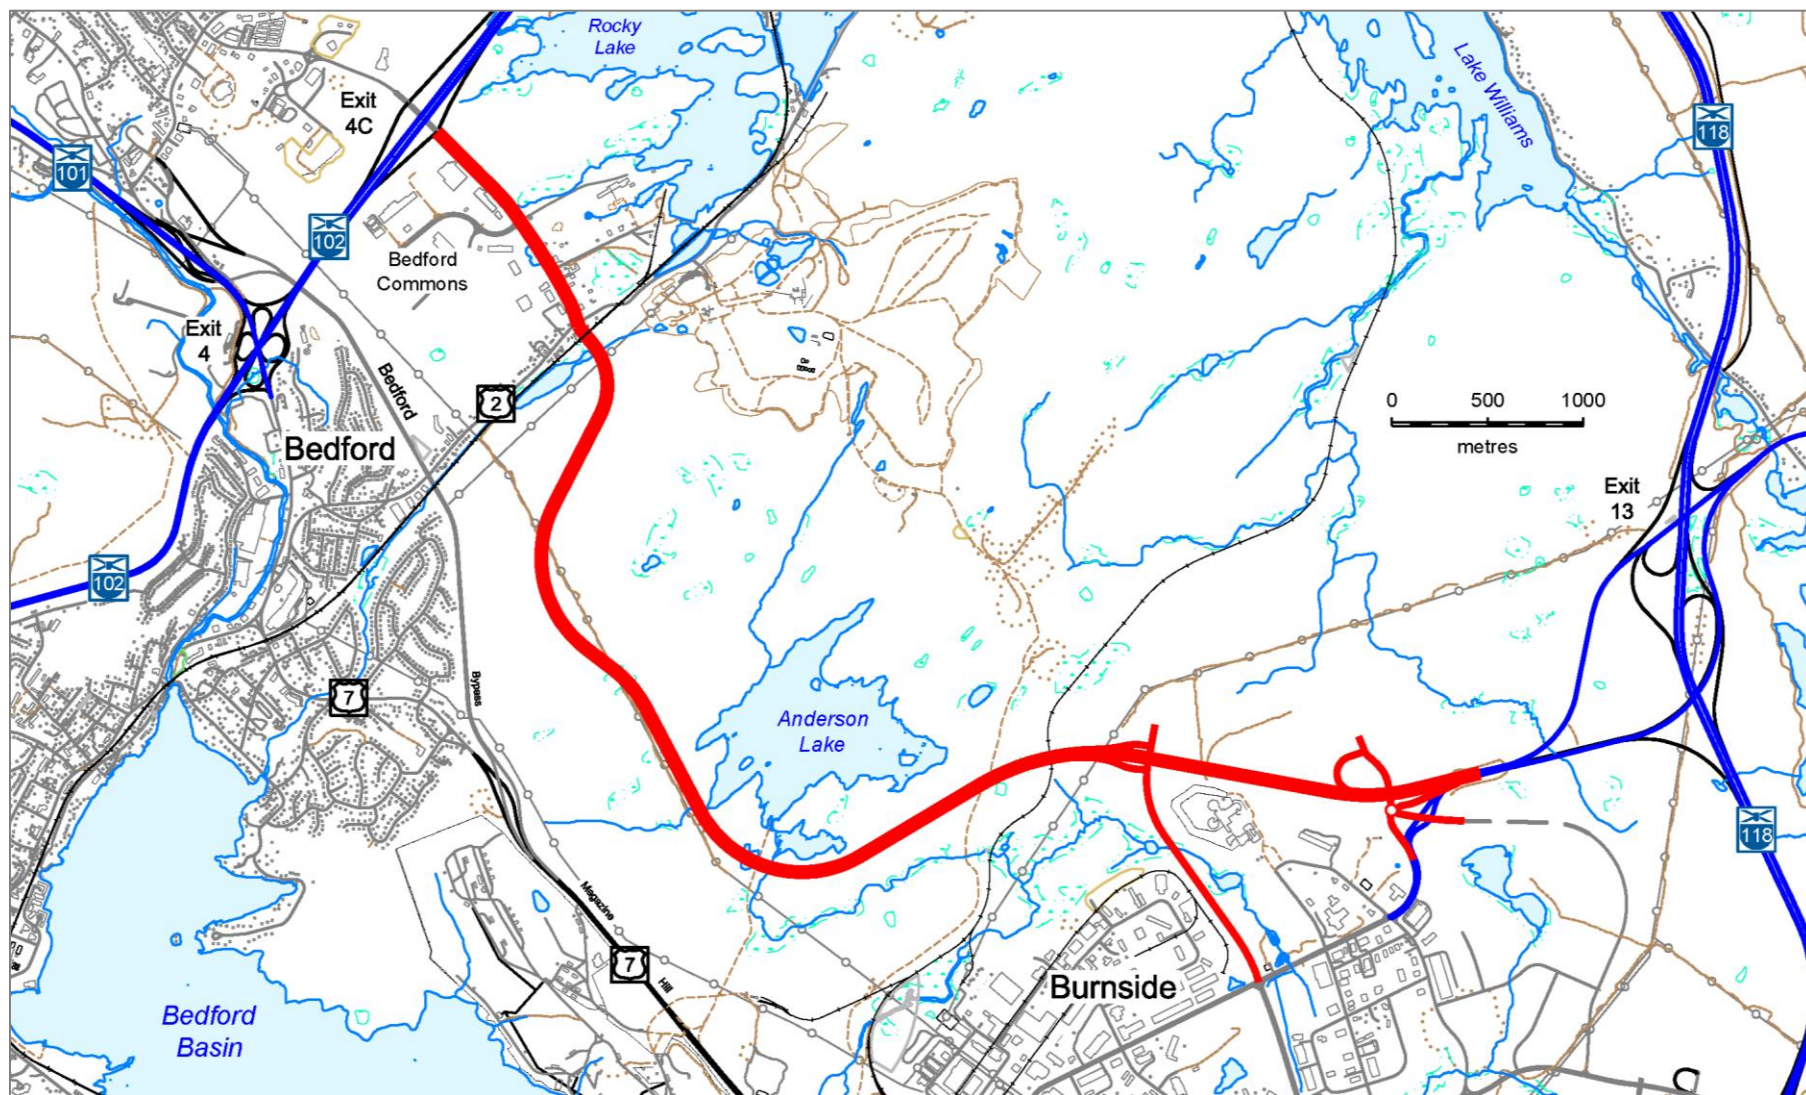 Rocky
Lake
Exit
4C
Lake Williams
118
101
102
Bedford
Commons
Exit
4
Bedford
2
0 500 1000
metres
Bedford
Exit
13
102
7
Bypass
Anderson
Lake
118
Magazine
7
Hill
Burnside
Bedford
Basin